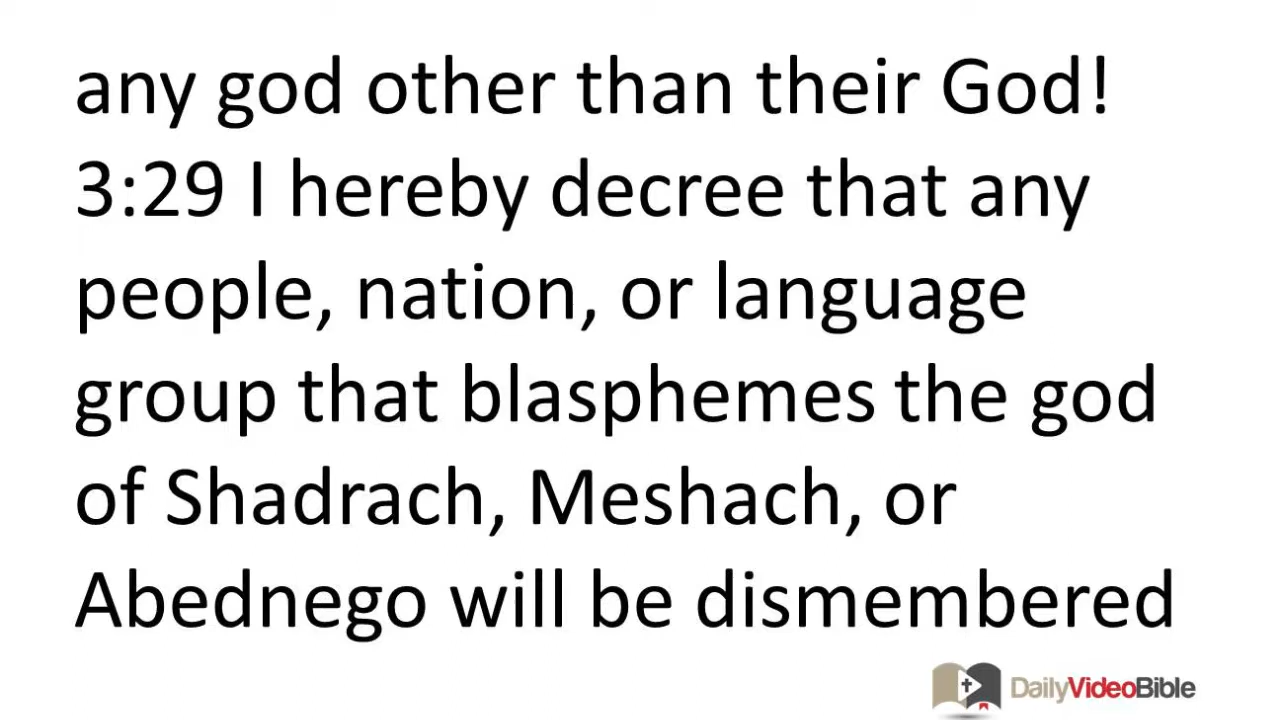 any god other than their God!
3:29 I hereby decree that any
people, nation, or language
group that blasphemes the god
of Shadrach, Meshach, or
Abednego will be dismembered
DailyVideoBible